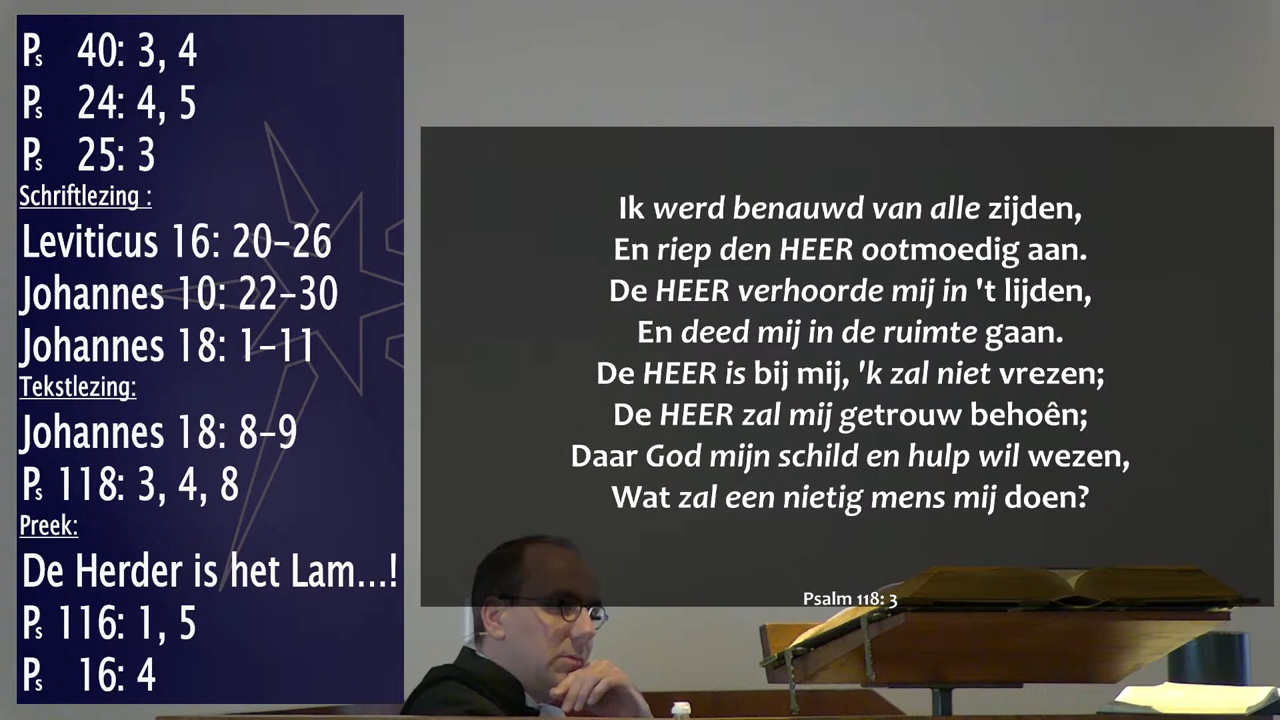 Ps 40: 3, 4
Ps 24: 4, 5
Ps 25: 3
Schriftlezing :
Leviticus 16: 20–26
Johannes 10: 22–30
Johannes 18: 1–11
Tekstlezing:
Johannes 18: 8–9
Ps 118: 3, 4, 8
Preek:
De Herder is het Lam...!
Ps 116: 1, 5
Ps 16: 4
Ik werd benauwd van alle zijden,
En riep den HEER ootmoedig aan.
De HEER verhoorde mij in 't lijden,
En deed mij in de ruimte gaan.
De HEER is bij mij, 'k zal niet vrezen;
De HEER zal mij getrouw behoên;
Daar God mijn schild en hulp wil wezen,
Wat zal een nietig mens mij doen?
Psalm 118: 3